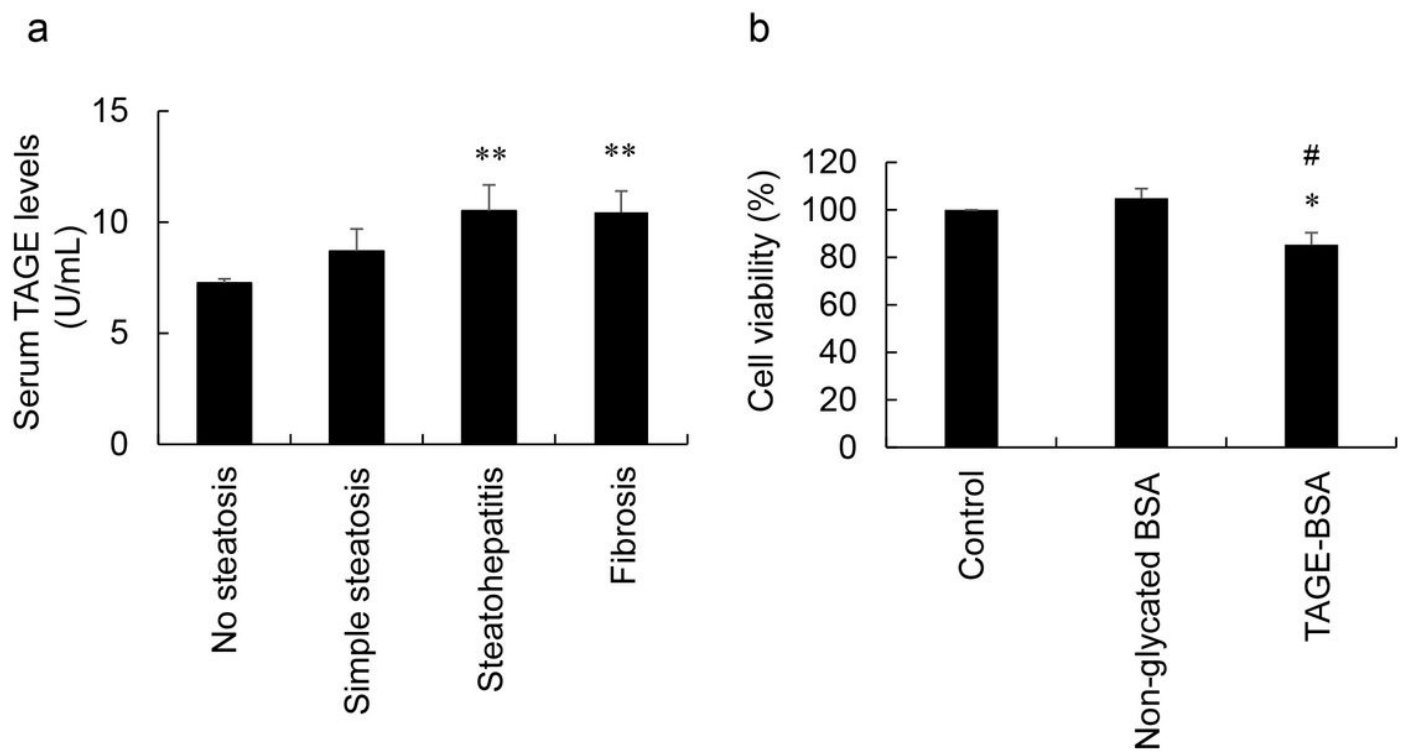 a
Serum TAGE levels
(U/mL)
15
10
5
0
**
**
No steatosis
Simple steatosis
Steatohepatitis
Fibrosis
b
Cell viability (%)
120
100
80
60
40
20
0
#
*
Control
Non-glycated BSA
TAGE-BSA